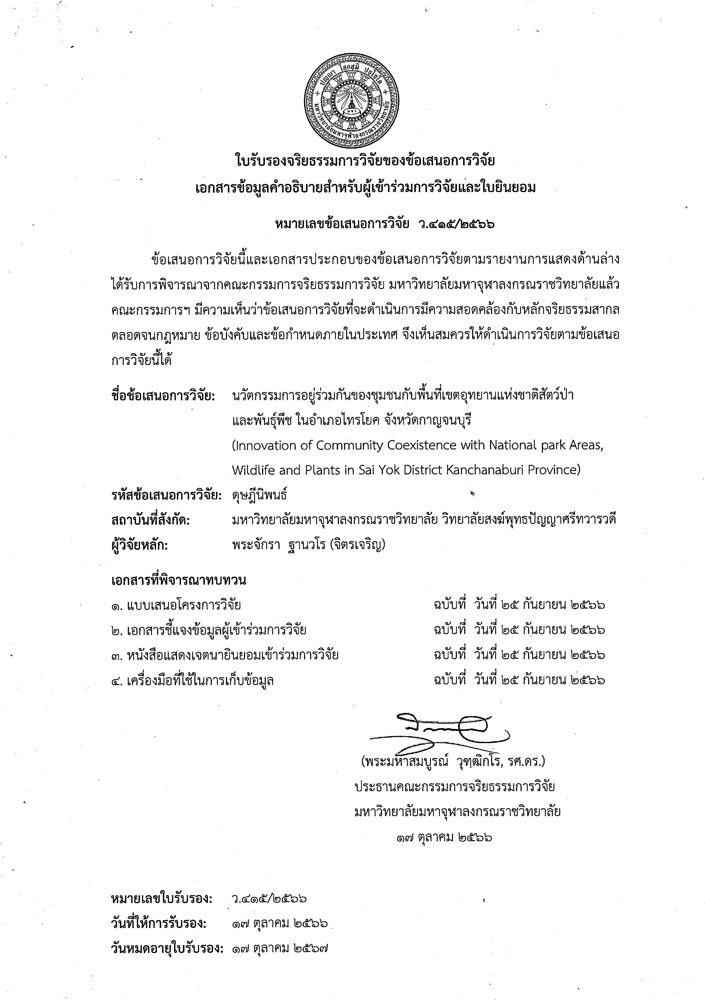 ปญฺญา โลกสฺมิ ปชฺโชโต
มหาวิทยาลัยมหาจุฬาลงกรณราชวิทยาลัย
มจร
ใบรับรองจริยธรรมการวิจัยของข้อเสนอการวิจัย
เอกสารข้อมูลคำอธิบายสำหรับผู้เข้าร่วมการวิจัยและใบยินยอม
หมายเลขข้อเสนอการวิจัย ว.๔๑๕/๒๕๖๖
ข้อเสนอการวิจัยนี้และเอกสารประกอบของข้อเสนอการวิจัยตามรายงานการแสดงด้านล่าง
ได้รับการพิจารณาจากคณะกรรมการจริยธรรมการวิจัย มหาวิทยาลัยมหาจุฬาลงกรณราชวิทยาลัยแล้ว
คณะกรรมการฯ มีความเห็นว่าข้อเสนอการวิจัยที่จะดำเนินการมีความสอดคล้องกับหลักจริยธรรมสากล
ตลอดจนกฎหมาย ข้อบังคับและข้อกำหนดภายในประเทศ จึงเห็นสมควรให้ดำเนินการวิจัยตามข้อเสนอ
การวิจัยนี้ได้
ชื่อข้อเสนอการวิจัย: นวัตกรรมการอยู่ร่วมกันของชุมชนกับพื้นที่เขตอุทยานแห่งชาติสัตว์ป่า
และพันธุ์พืช ในอำเภอไทรโยค จังหวัดกาญจนบุรี
(Innovation of Community Coexistence with National park Areas,
Wildlife and Plants in Sai Yok District Kanchanaburi Province)
รหัสข้อเสนอการวิจัย: ดุษฎีนิพนธ์
สถาบันที่สังกัด: มหาวิทยาลัยมหาจุฬาลงกรณราชวิทยาลัย วิทยาลัยสงฆ์พุทธปัญญาศรีทวารวดี
ผู้วิจัยหลัก: พระจักรา ฐานวโร (จิตรเจริญ)
เอกสารที่พิจารณาทบทวน
๑. แบบเสนอโครงการวิจัย ฉบับที่ วันที่ ๒๕ กันยายน ๒๕๖๖
๒. เอกสารชี้แจงข้อมูลผู้เข้าร่วมการวิจัย ฉบับที่ วันที่ ๒๕ กันยายน ๒๕๖๖
๓. หนังสือแสดงเจตนายินยอมเข้าร่วมการวิจัย ฉบับที่ วันที่ ๒๕ กันยายน ๒๕๖๖
๔. เครื่องมือที่ใช้ในการเก็บข้อมูล ฉบับที่ วันที่ ๒๕ กันยายน ๒๕๖๖
(พระมหาสมบูรณ์ วุฑฺฒิกโร, รศ.ดร.)
ประธานคณะกรรมการจริยธรรมการวิจัย
มหาวิทยาลัยมหาจุฬาลงกรณราชวิทยาลัย
๑๗ ตุลาคม ๒๕๖๖
หมายเลขใบรับรอง: ว.๔๑๕/๒๕๖๖
วันที่ให้การรับรอง: ๑๗ ตุลาคม ๒๕๖๖
วันหมดอายุใบรับรอง: ๑๗ ตุลาคม ๒๕๖๗